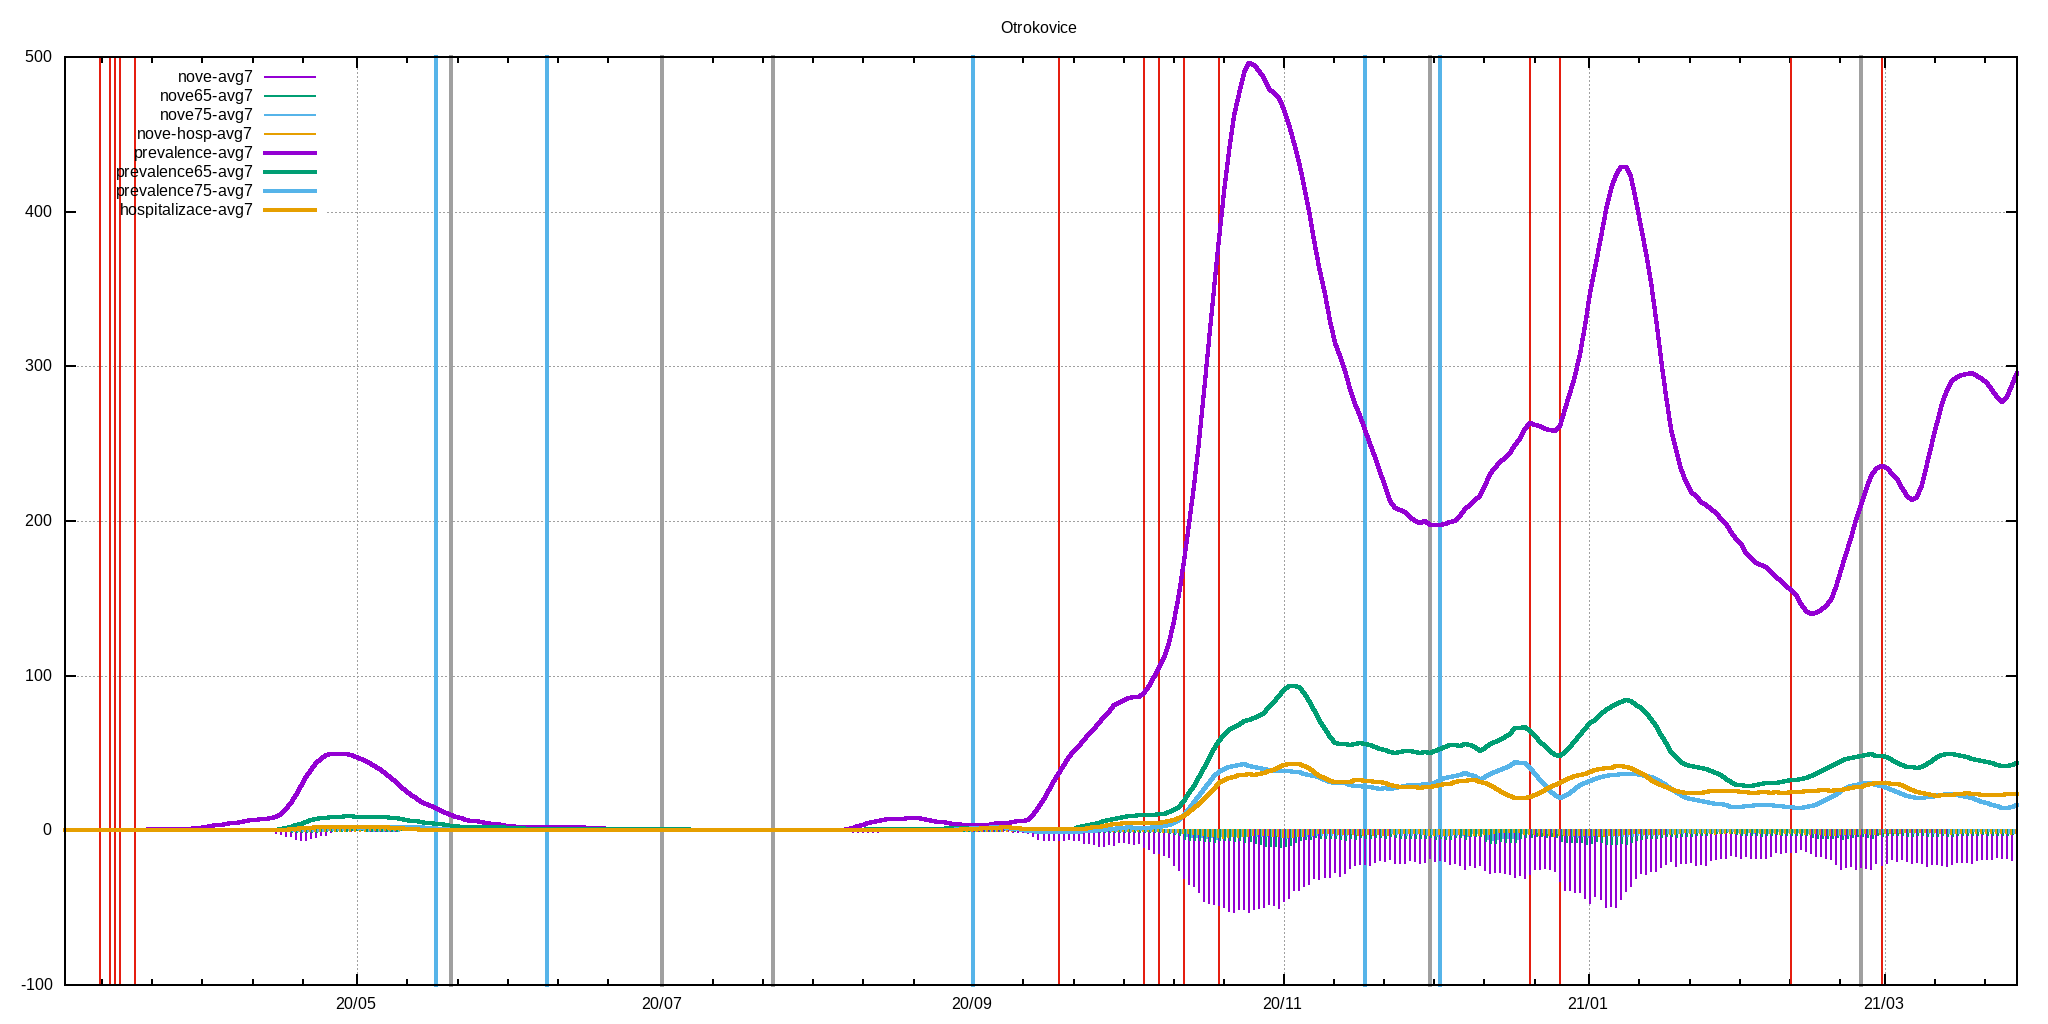 Otrokovice
500
400
300
200
100
0
-100
nove-avg7
nove65-avg7
nove75-avg7
nove-hosp-avg7
prevalence-avg7
prevalence65-avg7
prevalence75-avg7
hospitalizace-avg7
20/05 20/07 20/09 20/11 21/01 21/03